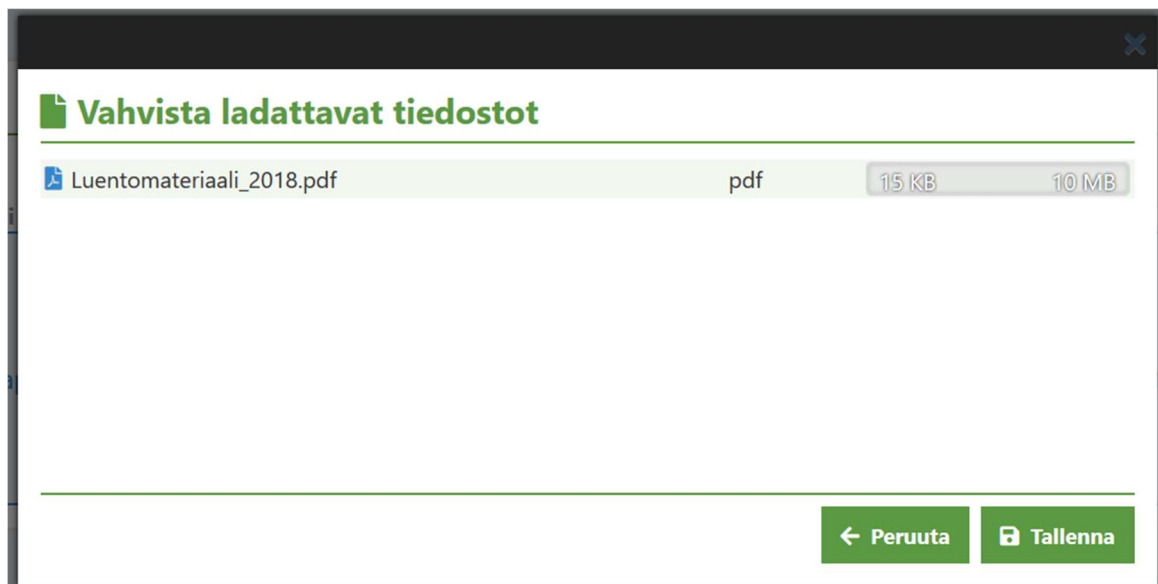 Vahvista ladattavat tiedostot
Luentomateriaali_2018.pdf pdf 15 KB 10 MB
Peruuta Tallenna